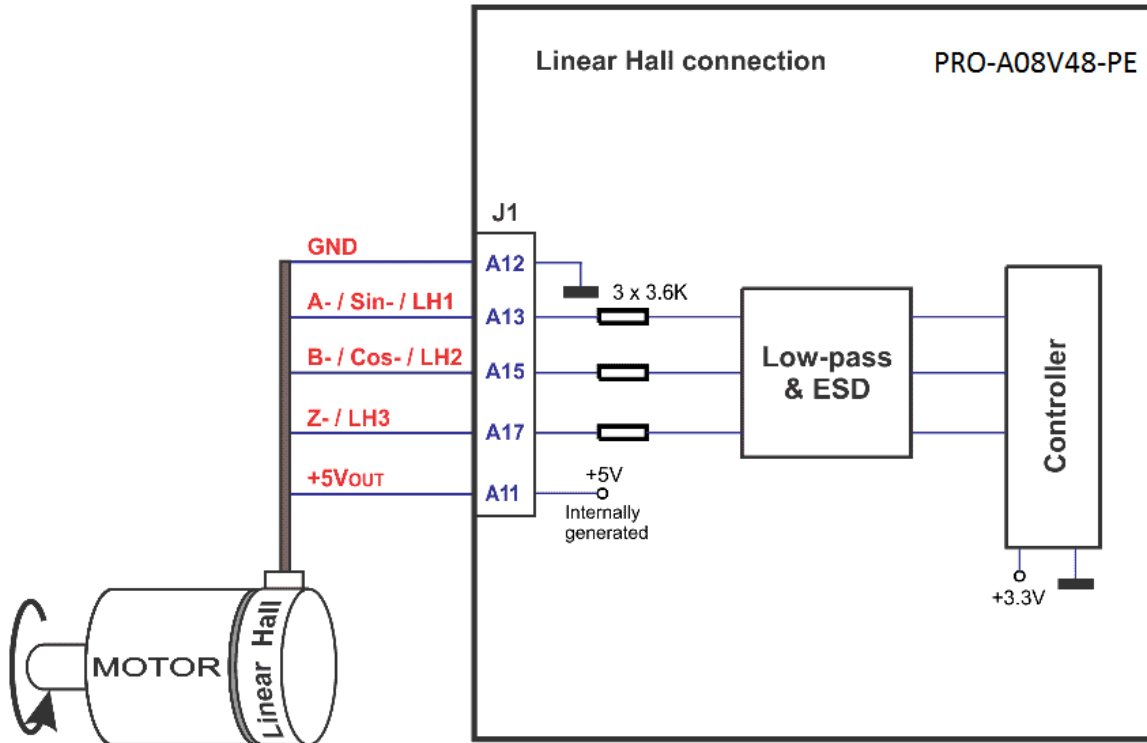 Linear Hall connection
PRO-A08V48-PE
J1
GND
A12
3 x 3.6K
A- / Sin- / LH1
A13
B- / Cos- / LH2
A15
Low-pass
& ESD
Controller
Z- / LH3
A17
+5VOUT
A11
+5V
Internally
generated
+3.3V
MOTOR
Linear Hall